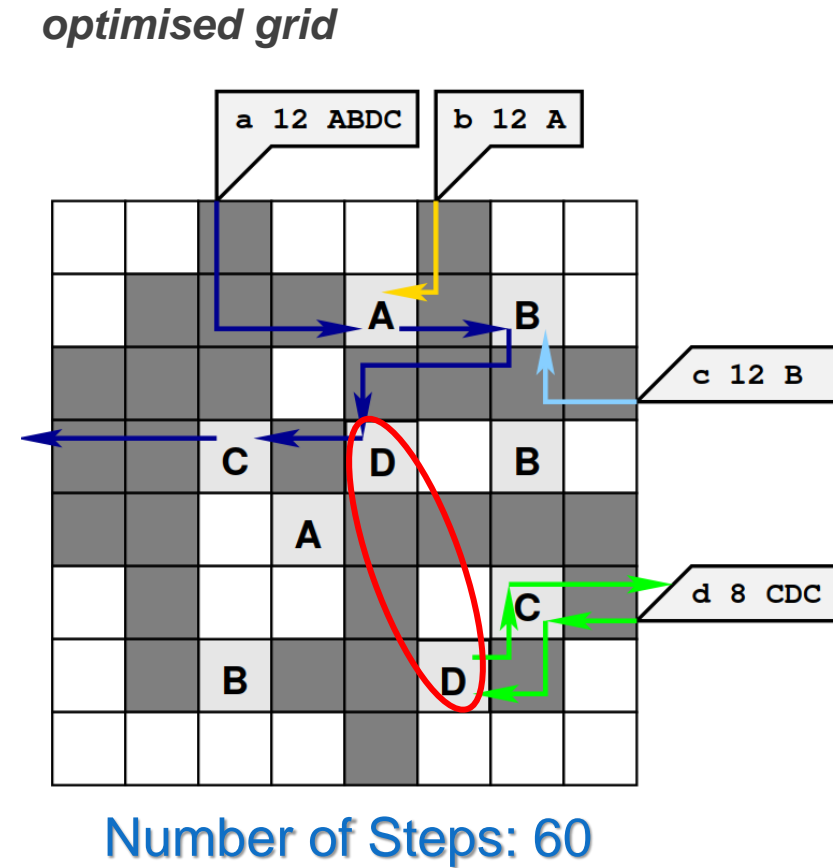 optimised grid
a 12 ABDC
b 12 A
A
B
c 12 B
C
D
B
A
C
d 8 CDC
B
D
Number of Steps: 60